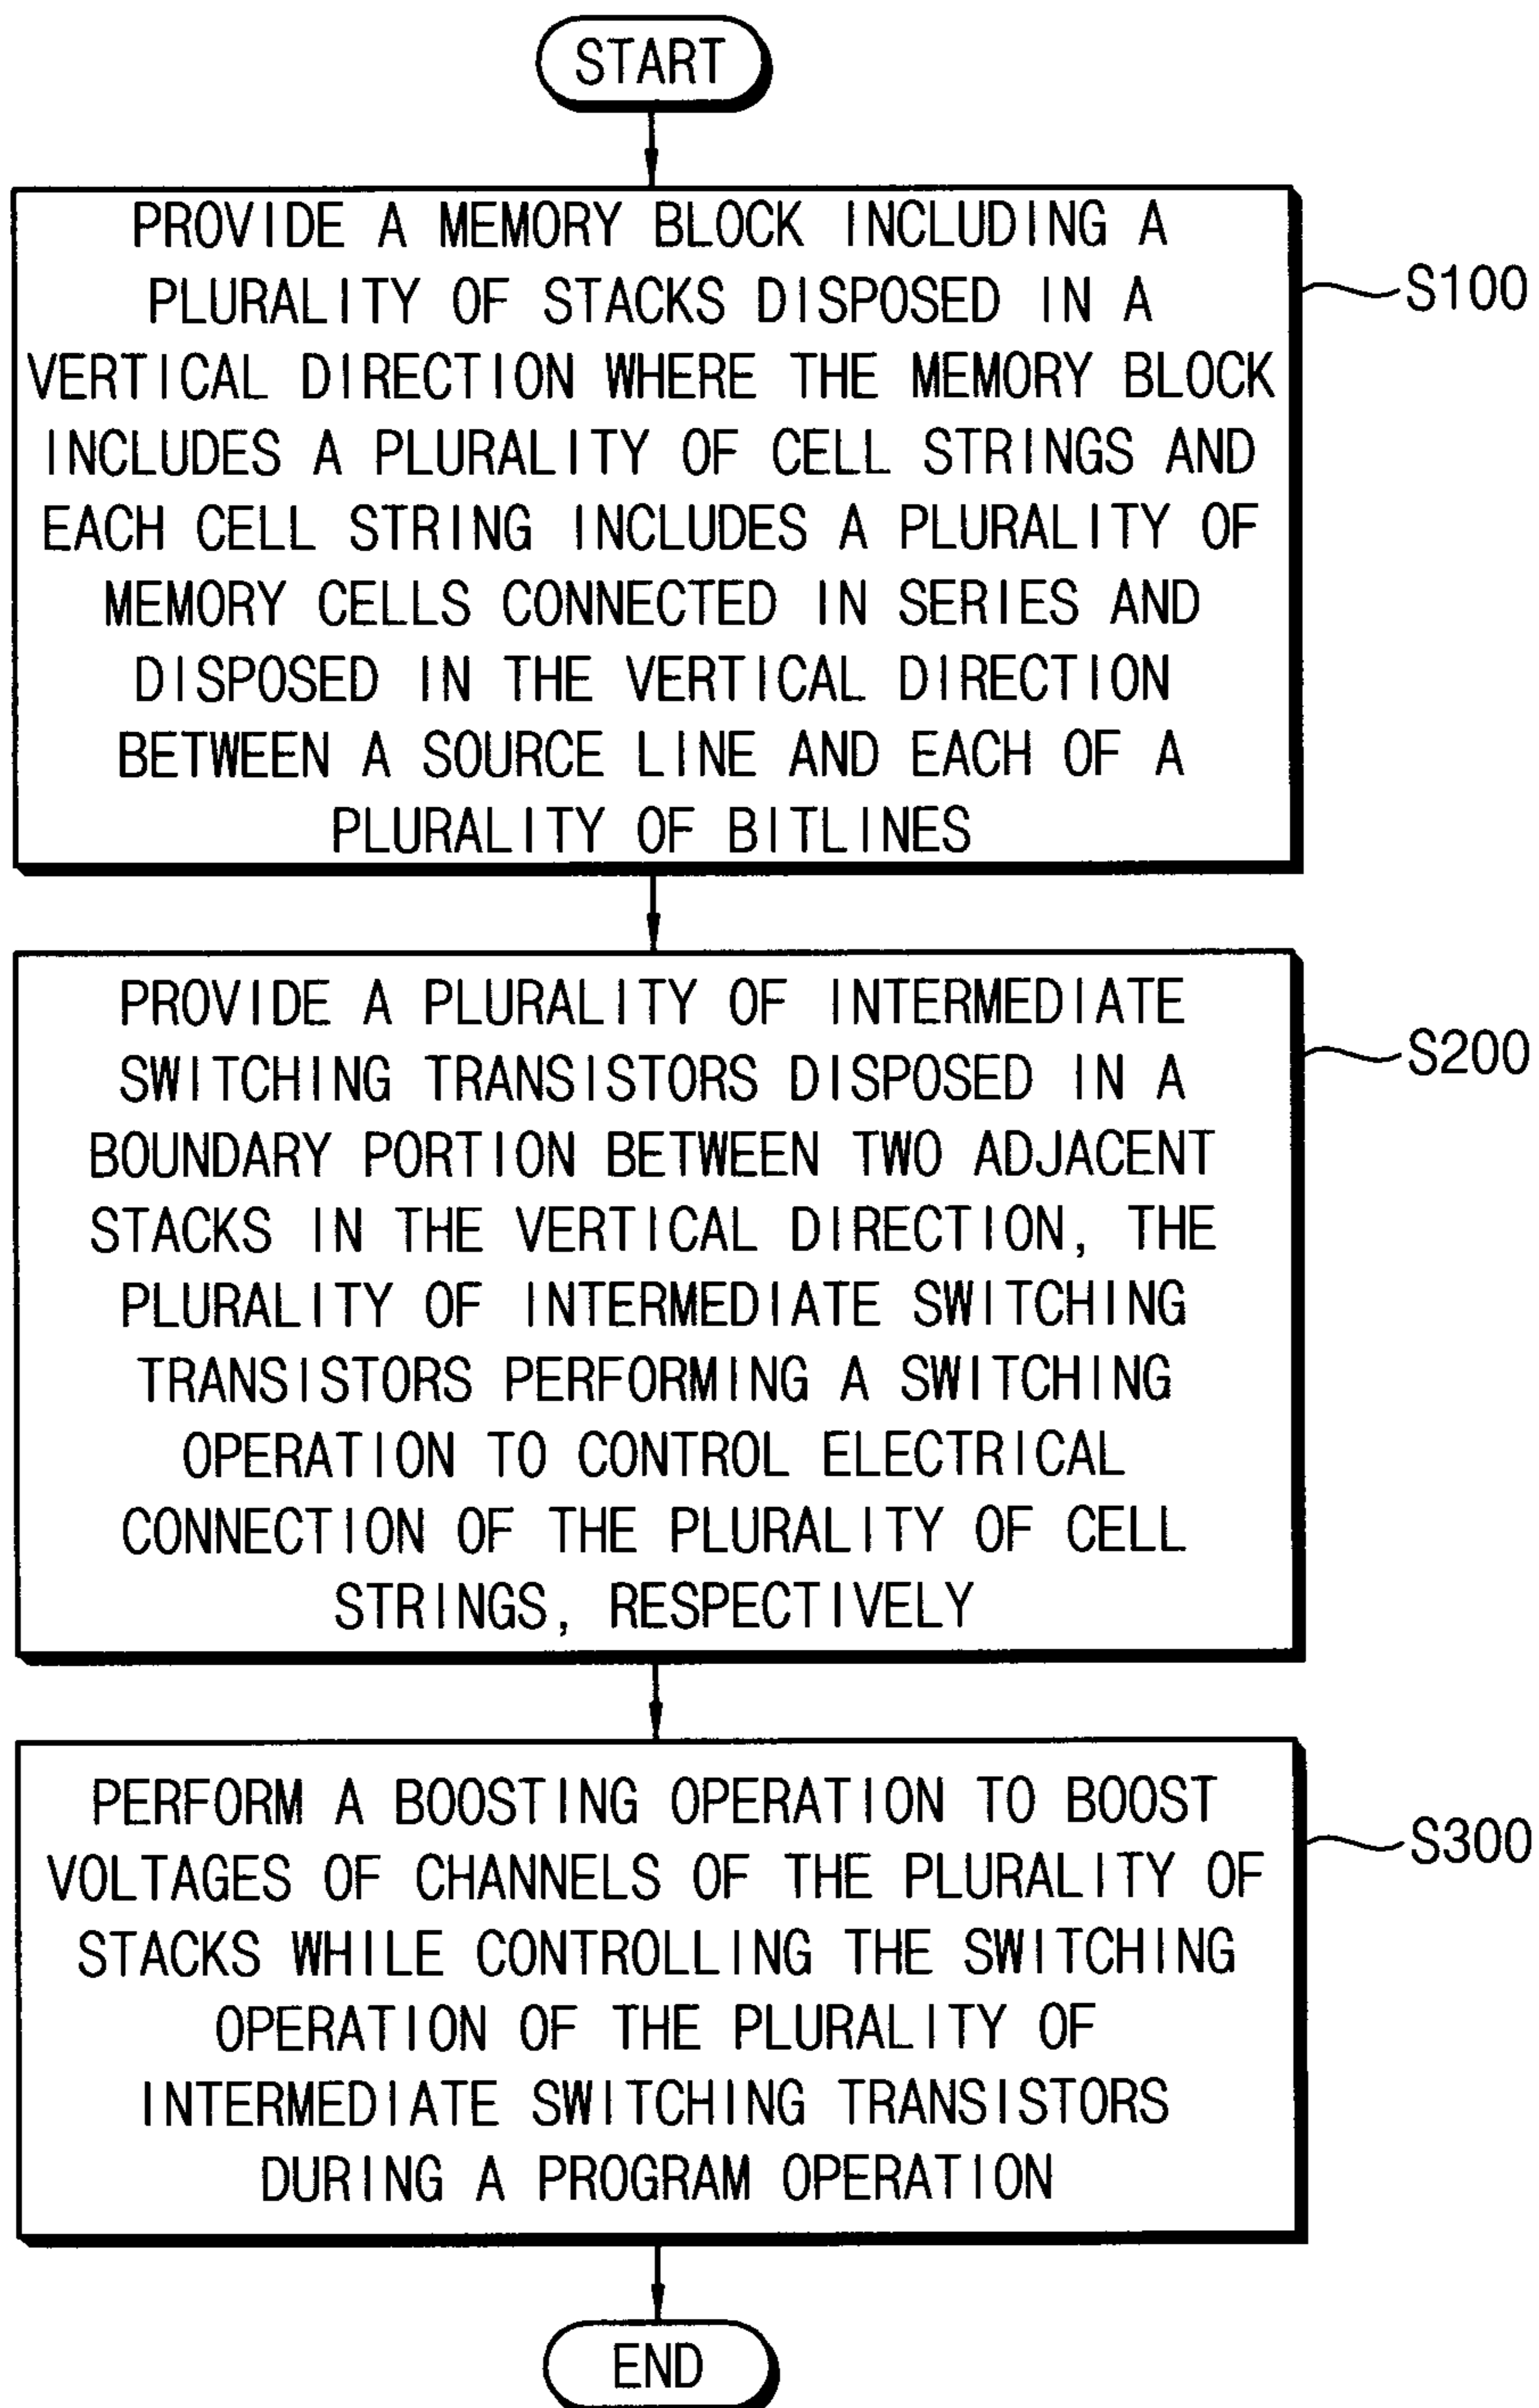 START
PROVIDE A MEMORY BLOCK INCLUDING A
PLURALITY OF STACKS DISPOSED IN A
VERTICAL DIRECTION WHERE THE MEMORY BLOCK
INCLUDES A PLURALITY OF CELL STRINGS AND
EACH CELL STRING INCLUDES A PLURALITY OF
MEMORY CELLS CONNECTED IN SERIES AND
DISPOSED IN THE VERTICAL DIRECTION
BETWEEN A SOURCE LINE AND EACH OF A
PLURALITY OF BITLINES
S100
PROVIDE A PLURALITY OF INTERMEDIATE
SWITCHING TRANSISTORS DISPOSED IN A
BOUNDARY PORTION BETWEEN TWO ADJACENT
STACKS IN THE VERTICAL DIRECTION, THE
PLURALITY OF INTERMEDIATE SWITCHING
TRANSISTORS PERFORMING A SWITCHING
OPERATION TO CONTROL ELECTRICAL
CONNECTION OF THE PLURALITY OF CELL
STRINGS, RESPECTIVELY
S200
PERFORM A BOOSTING OPERATION TO BOOST
VOLTAGES OF CHANNELS OF THE PLURALITY OF
STACKS WHILE CONTROLLING THE SWITCHING
OPERATION OF THE PLURALITY OF
INTERMEDIATE SWITCHING TRANSISTORS
DURING A PROGRAM OPERATION
S300
END